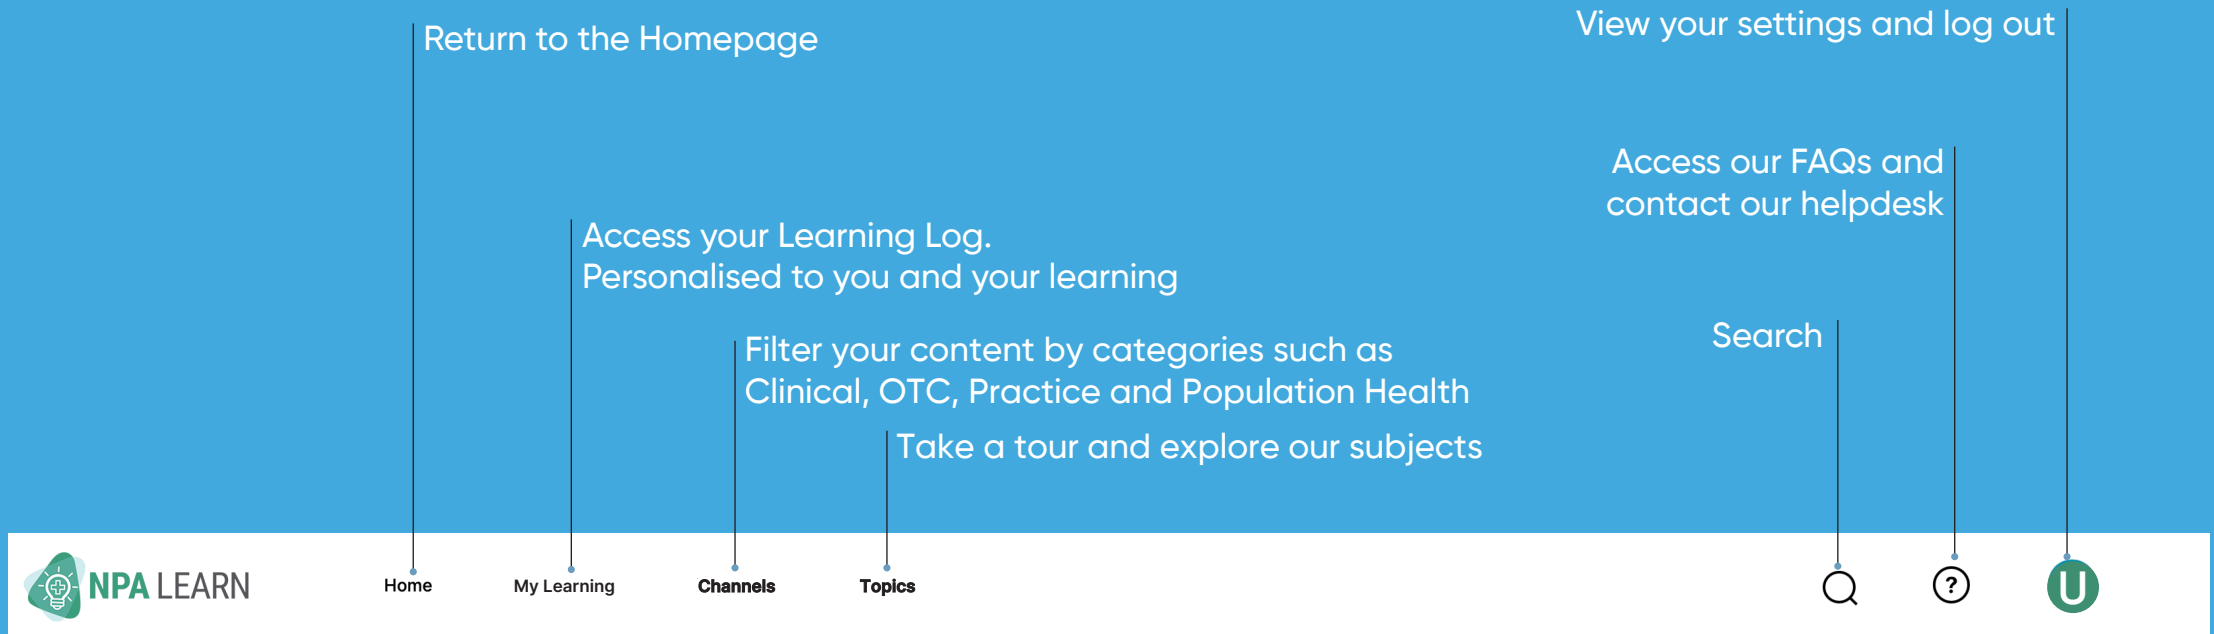 Return to the Homepage
View your settings and log out
Access our FAQs and
contact our helpdesk
Access your Learning Log.
Personalised to you and your learning
Search
Filter your content by categories such as
Clinical, OTC, Practice and Population Health
Take a tour and explore our subjects
NPA LEARN
Home
My Learning
Channels
Topics
?
U